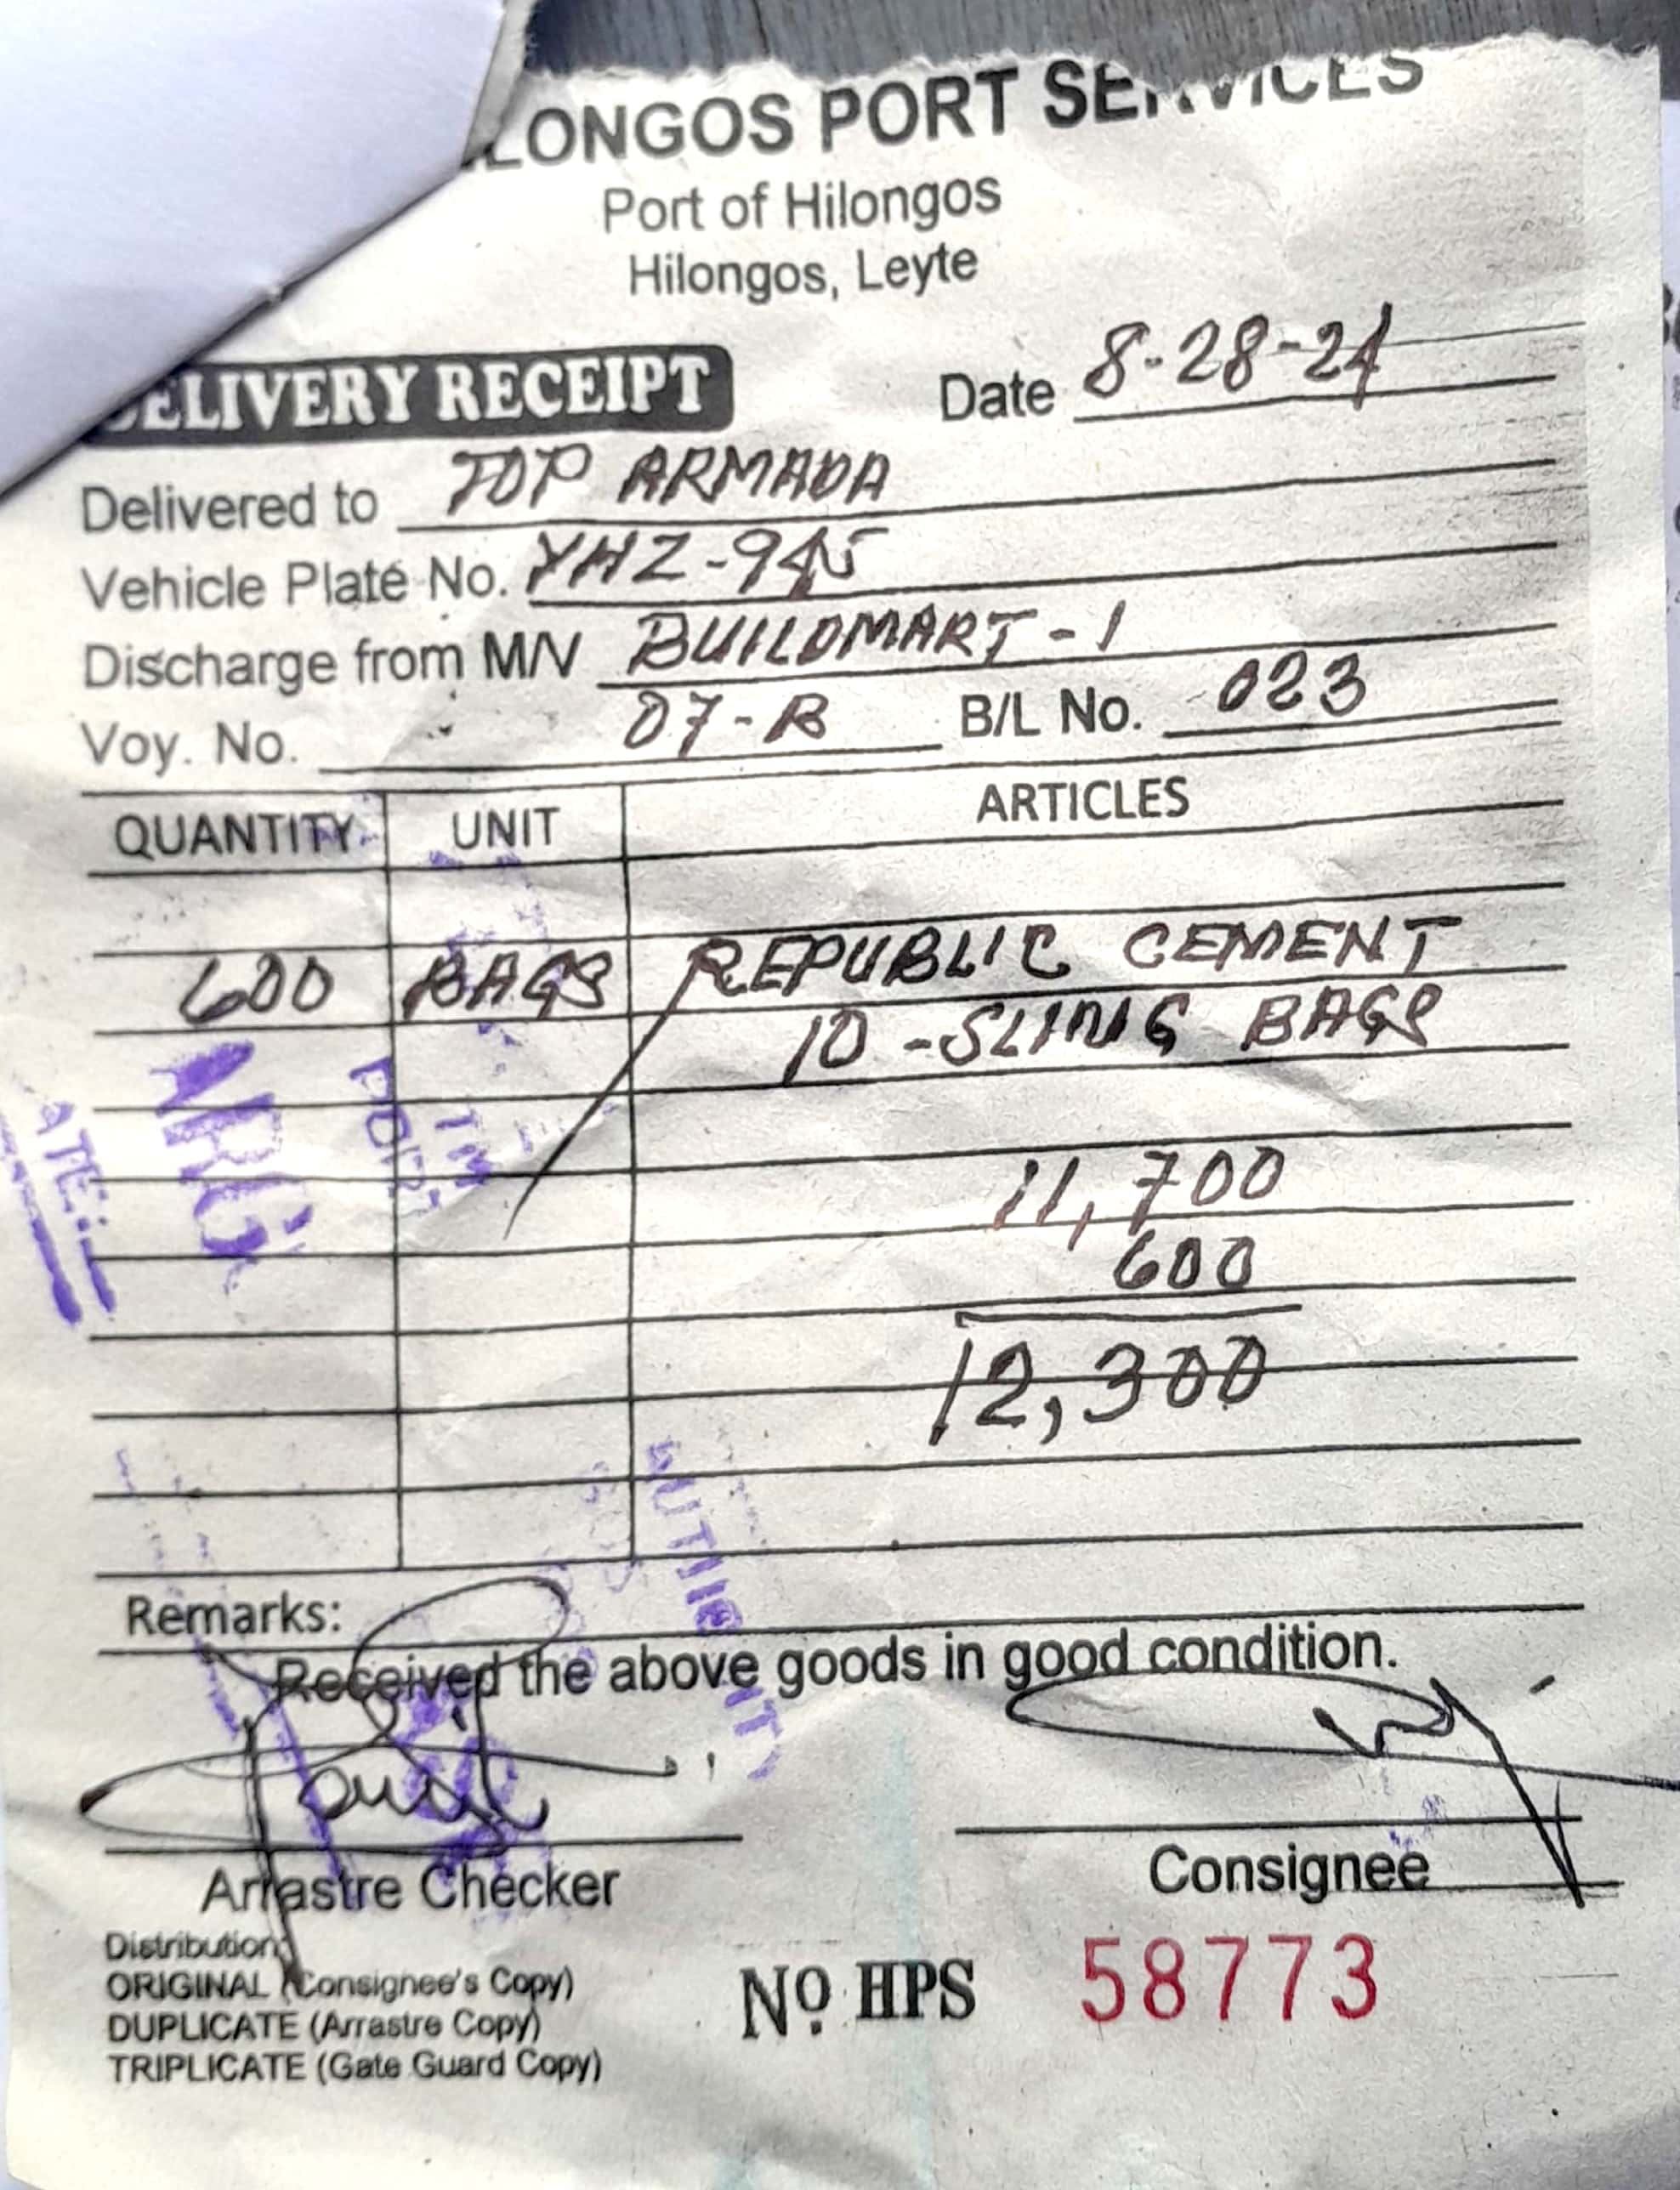 LONGOS PORT SERVICES
Port of Hilongos
Hilongos, Leyte
DELIVERY RECEIPT Date 8-28-24
Delivered to TOP ARMADA
Vehicle Plate No. YHZ-945
Discharge from M/V BUILDMART-1
Voy. No. 07-B B/L No. 023
QUANTITY UNIT ARTICLES
600 BAGS REPUBLIC CEMENT
10-SLING BAGS
11,700
600
12,300
Remarks:
Received the above goods in good condition.
Arrastre Checker Consignee
Distribution:
ORIGINAL (Consignee's Copy)
DUPLICATE (Arrastre Copy)
TRIPLICATE (Gate Guard Copy)
No HPS 58773